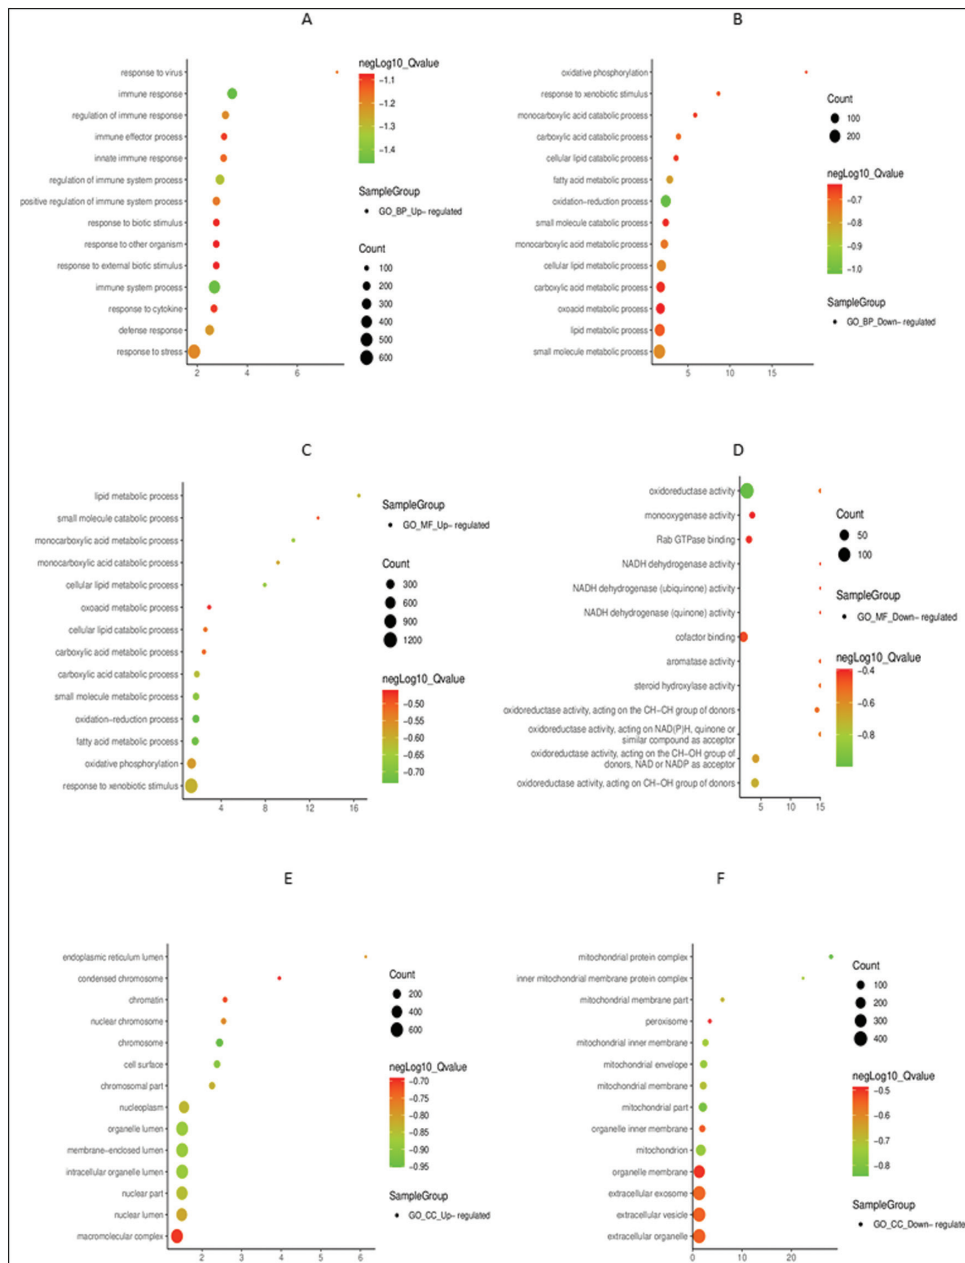 A
response to virus
immune response
regulation of immune response
immune effector process
innate immune response
regulation of immune system process
positive regulation of immune system process
response to biotic stimulus
response to other organism
response to external biotic stimulus
immune system process
response to cytokine
defense response
response to stress
2 4 6
negLog10_Qvalue
−1.1
−1.2
−1.3
−1.4
SampleGroup
GO_BP_Up− regulated
Count
100
200
300
400
500
600
B
oxidative phosphorylation
response to xenobiotic stimulus
monocarboxylic acid catabolic process
carboxylic acid catabolic process
cellular lipid catabolic process
fatty acid metabolic process
oxidation−reduction process
small molecule catabolic process
monocarboxylic acid metabolic process
cellular lipid metabolic process
carboxylic acid metabolic process
oxoacid metabolic process
lipid metabolic process
small molecule metabolic process
5 10 15
Count
100
200
negLog10_Qvalue
−0.7
−0.8
−0.9
−1.0
SampleGroup
GO_BP_Down− regulated
C
lipid metabolic process
small molecule catabolic process
monocarboxylic acid metabolic process
monocarboxylic acid catabolic process
cellular lipid metabolic process
oxoacid metabolic process
cellular lipid catabolic process
carboxylic acid metabolic process
carboxylic acid catabolic process
small molecule metabolic process
oxidation−reduction process
fatty acid metabolic process
oxidative phosphorylation
response to xenobiotic stimulus
4 8 12 16
SampleGroup
GO_MF_Up− regulated
Count
300
600
900
1200
negLog10_Qvalue
−0.50
−0.55
−0.60
−0.65
−0.70
D
oxidoreductase activity
monooxygenase activity
Rab GTPase binding
NADH dehydrogenase activity
NADH dehydrogenase (ubiquinone) activity
NADH dehydrogenase (quinone) activity
cofactor binding
aromatase activity
steroid hydroxylase activity
oxidoreductase activity, acting on the CH−CH group of donors
oxidoreductase activity, acting on NAD(P)H, quinone or
similar compound as acceptor
oxidoreductase activity, acting on the CH−OH group of
donors, NAD or NADP as acceptor
oxidoreductase activity, acting on CH−OH group of donors
5 10 15
Count
50
100
SampleGroup
GO_MF_Down− regulated
negLog10_Qvalue
−0.4
−0.6
−0.8
E
endoplasmic reticulum lumen
condensed chromosome
chromatin
nuclear chromosome
chromosome
cell surface
chromosomal part
nucleoplasm
organelle lumen
membrane−enclosed lumen
intracellular organelle lumen
nuclear part
nuclear lumen
macromolecular complex
2 3 4 5 6
Count
200
400
600
negLog10_Qvalue
−0.70
−0.75
−0.80
−0.85
−0.90
−0.95
SampleGroup
GO_CC_Up− regulated
F
mitochondrial protein complex
inner mitochondrial membrane protein complex
mitochondrial membrane part
peroxisome
mitochondrial inner membrane
mitochondrial envelope
mitochondrial membrane
mitochondrial part
organelle inner membrane
mitochondrion
organelle membrane
extracellular exosome
extracellular vesicle
extracellular organelle
0 10 20
Count
100
200
300
400
negLog10_Qvalue
−0.5
−0.6
−0.7
−0.8
SampleGroup
GO_CC_Down− regulate